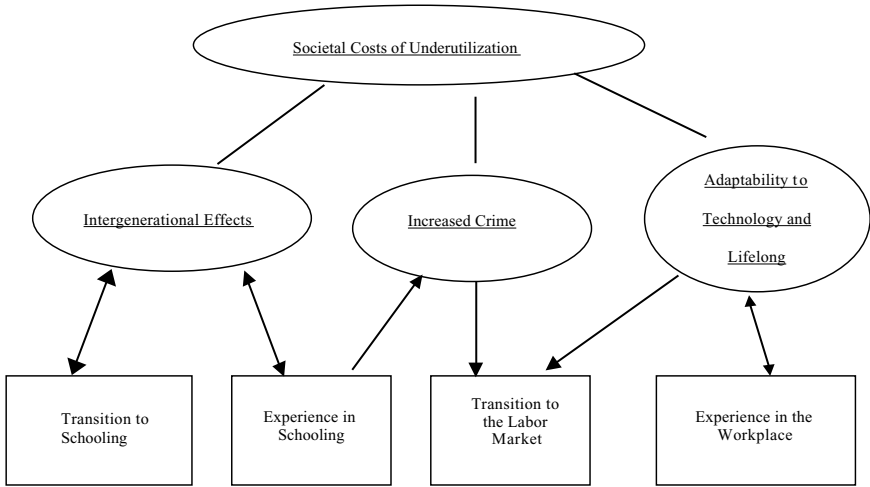 Societal Costs of Underutilization
Intergenerational Effects
Increased Crime
Adaptability to
Technology and
Lifelong
Transition to
Schooling
Experience in
Schooling
Transition to
the Labor
Market
Experience in the
Workplace